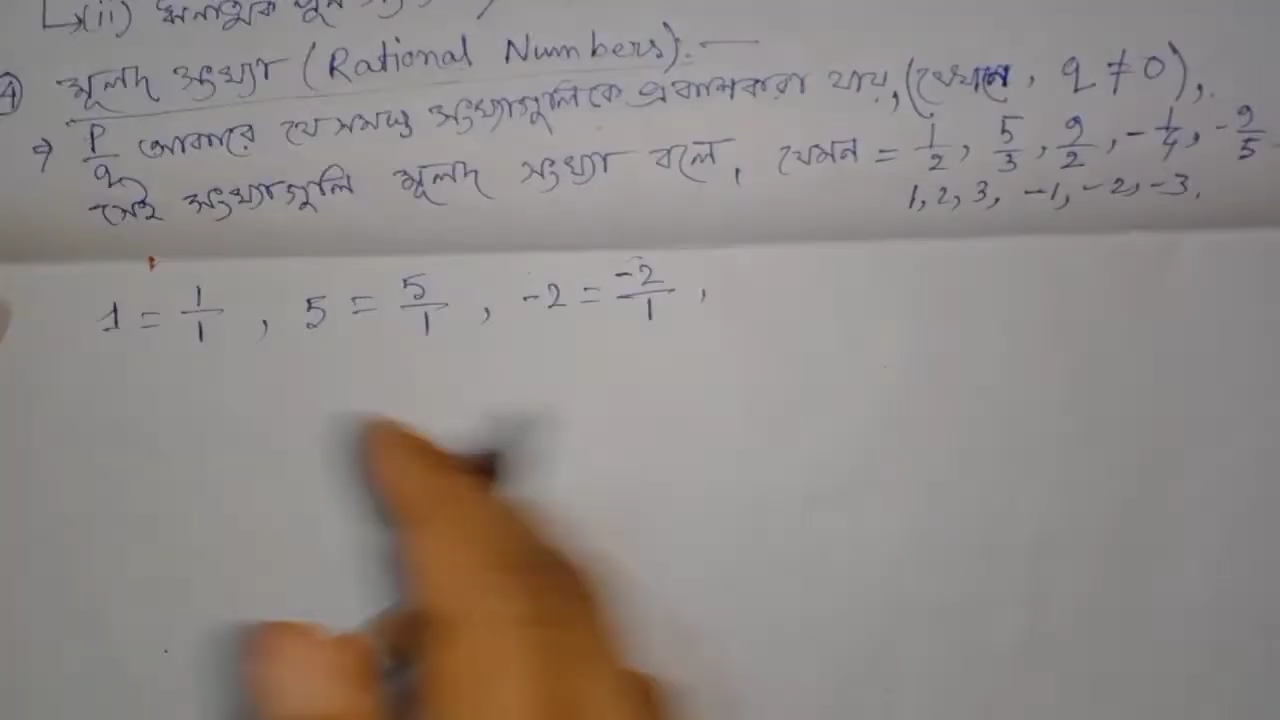 (ii) ঋণাত্মক
4 মূলদ সংখ্যা (Rational Numbers). —
→ p/q আকারে যে সমস্ত সংখ্যাগুলিকে প্রকাশ করা যায়, (যেখানে, q ≠ 0),
সেই সংখ্যাগুলি মূলদ সংখ্যা বলে, যেমন = 1/2, 5/3, 9/2, -1/4, -9/5
1, 2, 3, -1, -2, -3.
1 = 1/1, 5 = 5/1, -2 = -2/1,